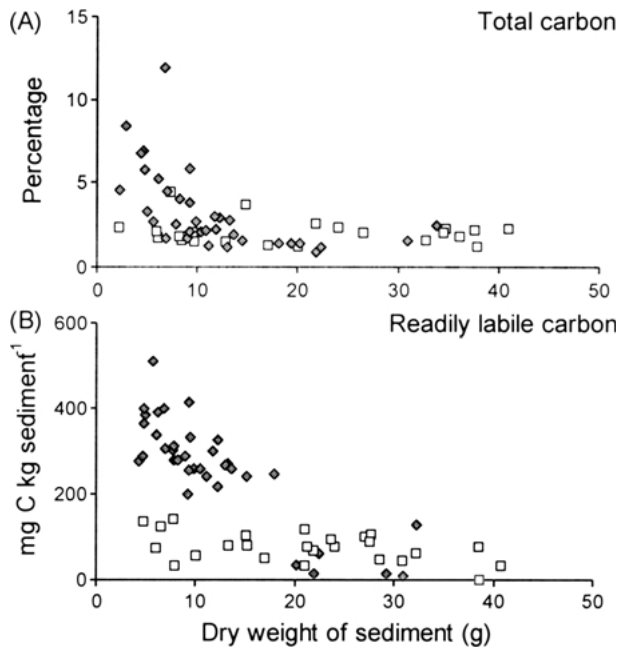 (A)
Total carbon
Percentage
15
10
5
0
0 10 20 30 40 50
(B)
Readily labile carbon
mg C kg sediment⁻¹
600
400
200
0
0 10 20 30 40 50
Dry weight of sediment (g)